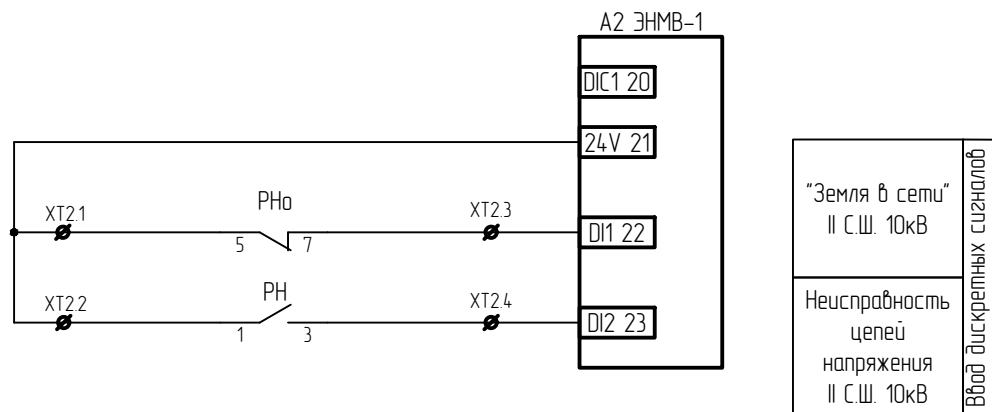 А2 ЭНМВ-1
DIC1 20
24V 21
XT2.1
РНо
XT2.3
5 7
DI1 22
XT2.2
РН
XT2.4
1 3
DI2 23
"Земля в сети"
II С.Ш. 10кВ
Неисправность
цепей
напряжения
II С.Ш. 10кВ
Ввод дискретных сигналов